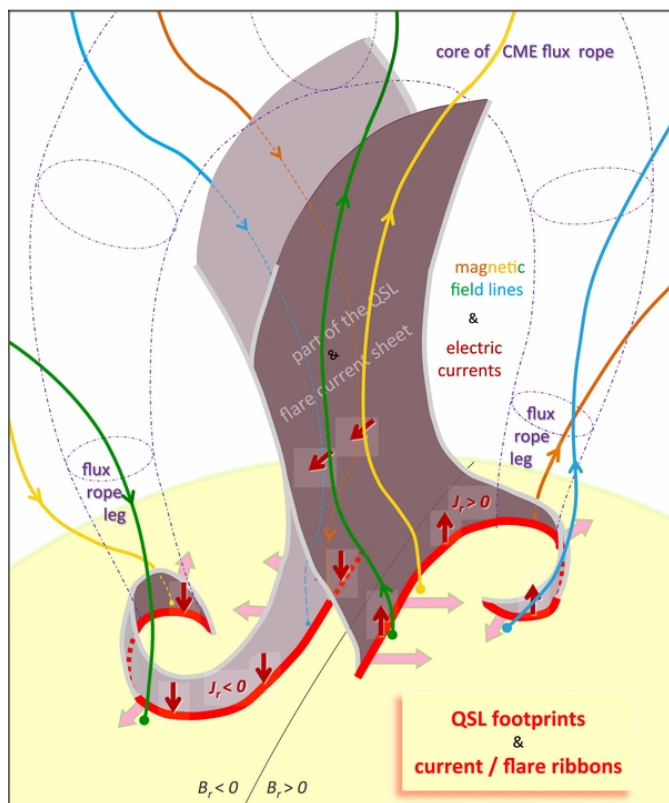 core of CME flux rope
magnetic
field lines
&
electric
currents
part of the QSL
&
flare current sheet
flux
rope
leg
flux
rope
leg
Jr > 0
Jr < 0
QSL footprints
&
current / flare ribbons
Br < 0
Br > 0